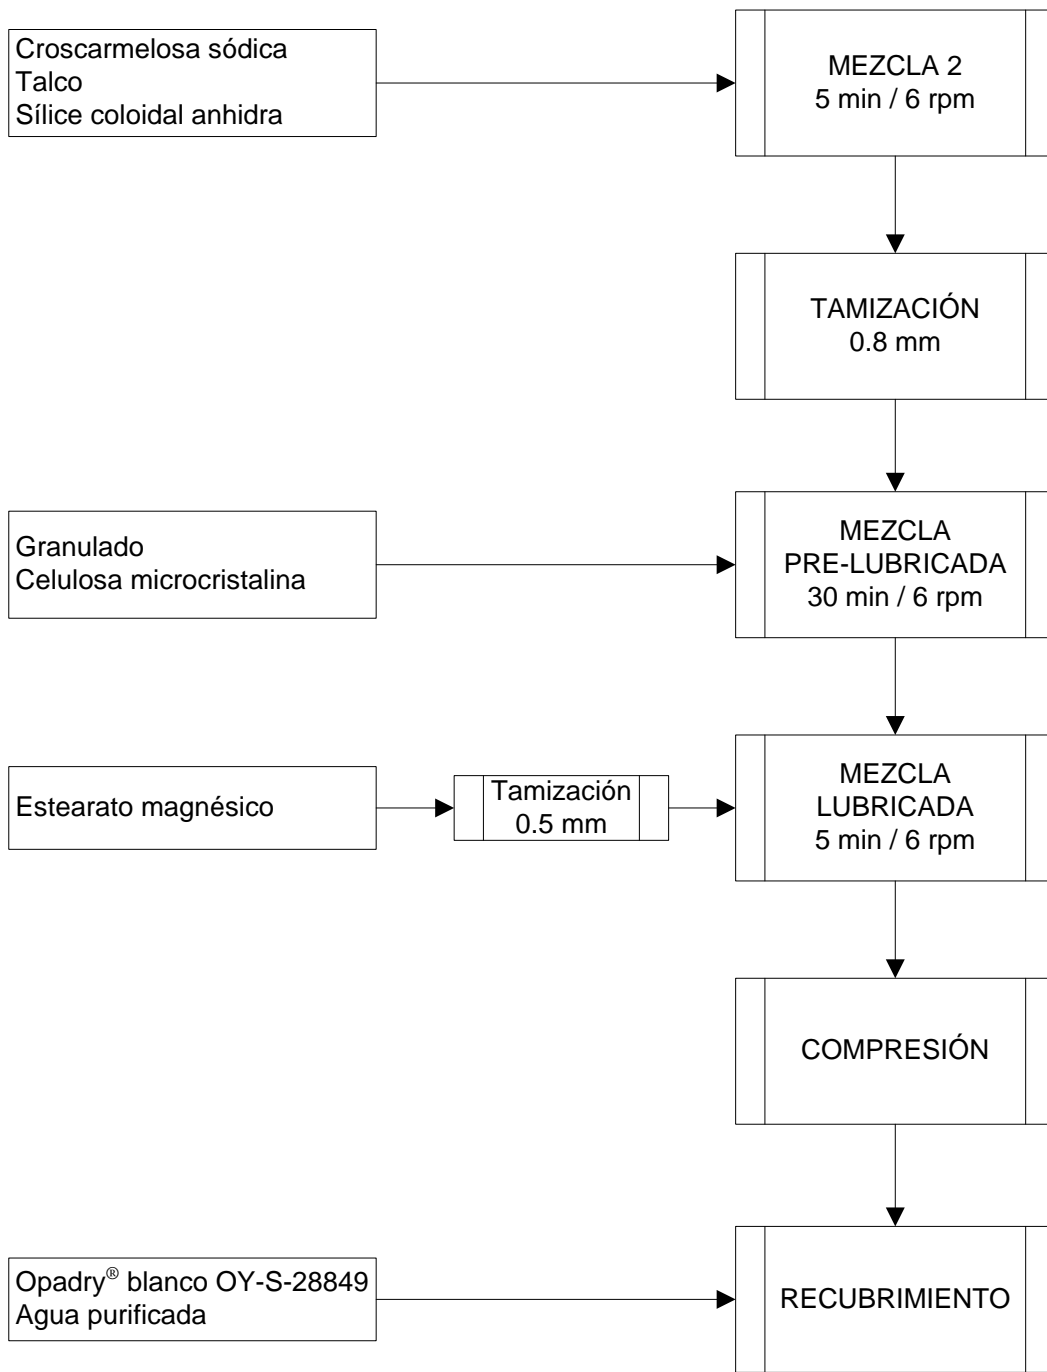 Croscarmelosa sódica
Talco
Sílice coloidal anhidra
MEZCLA 2
5 min / 6 rpm
TAMIZACIÓN
0.8 mm
Granulado
Celulosa microcristalina
MEZCLA
PRE-LUBRICADA
30 min / 6 rpm
Estearato magnésico
Tamización
0.5 mm
MEZCLA
LUBRICADA
5 min / 6 rpm
COMPRESIÓN
Opadry® blanco OY-S-28849
Agua purificada
RECUBRIMIENTO